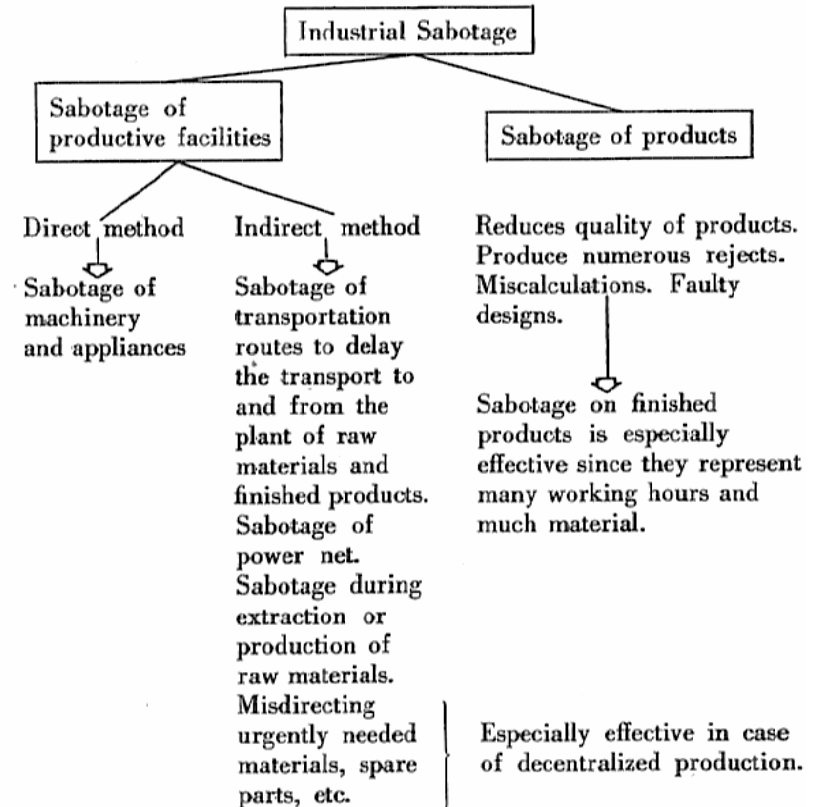 Industrial Sabotage
Sabotage of
productive facilities
Sabotage of products
Direct method
Sabotage of
machinery
and appliances
Indirect method
Sabotage of
transportation
routes to delay
the transport to
and from the
plant of raw
materials and
finished products.
Sabotage of
power net.
Sabotage during
extraction or
production of
raw materials.
Misdirecting
urgently needed
materials, spare
parts, etc.
Especially effective in case
of decentralized production.
Reduces quality of products.
Produce numerous rejects.
Miscalculations. Faulty
designs.
Sabotage on finished
products is especially
effective since they represent
many working hours and
much material.